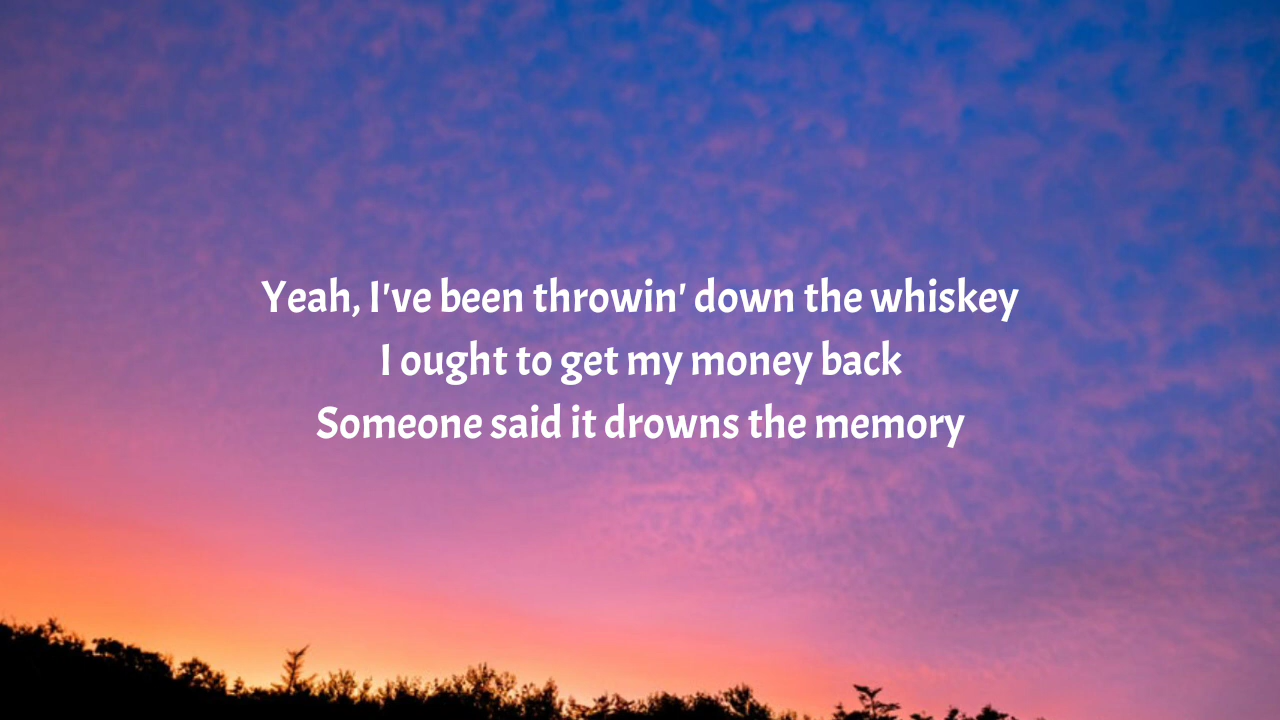 Yeah, I've been throwin' down the whiskey
I ought to get my money back
Someone said it drowns the memory